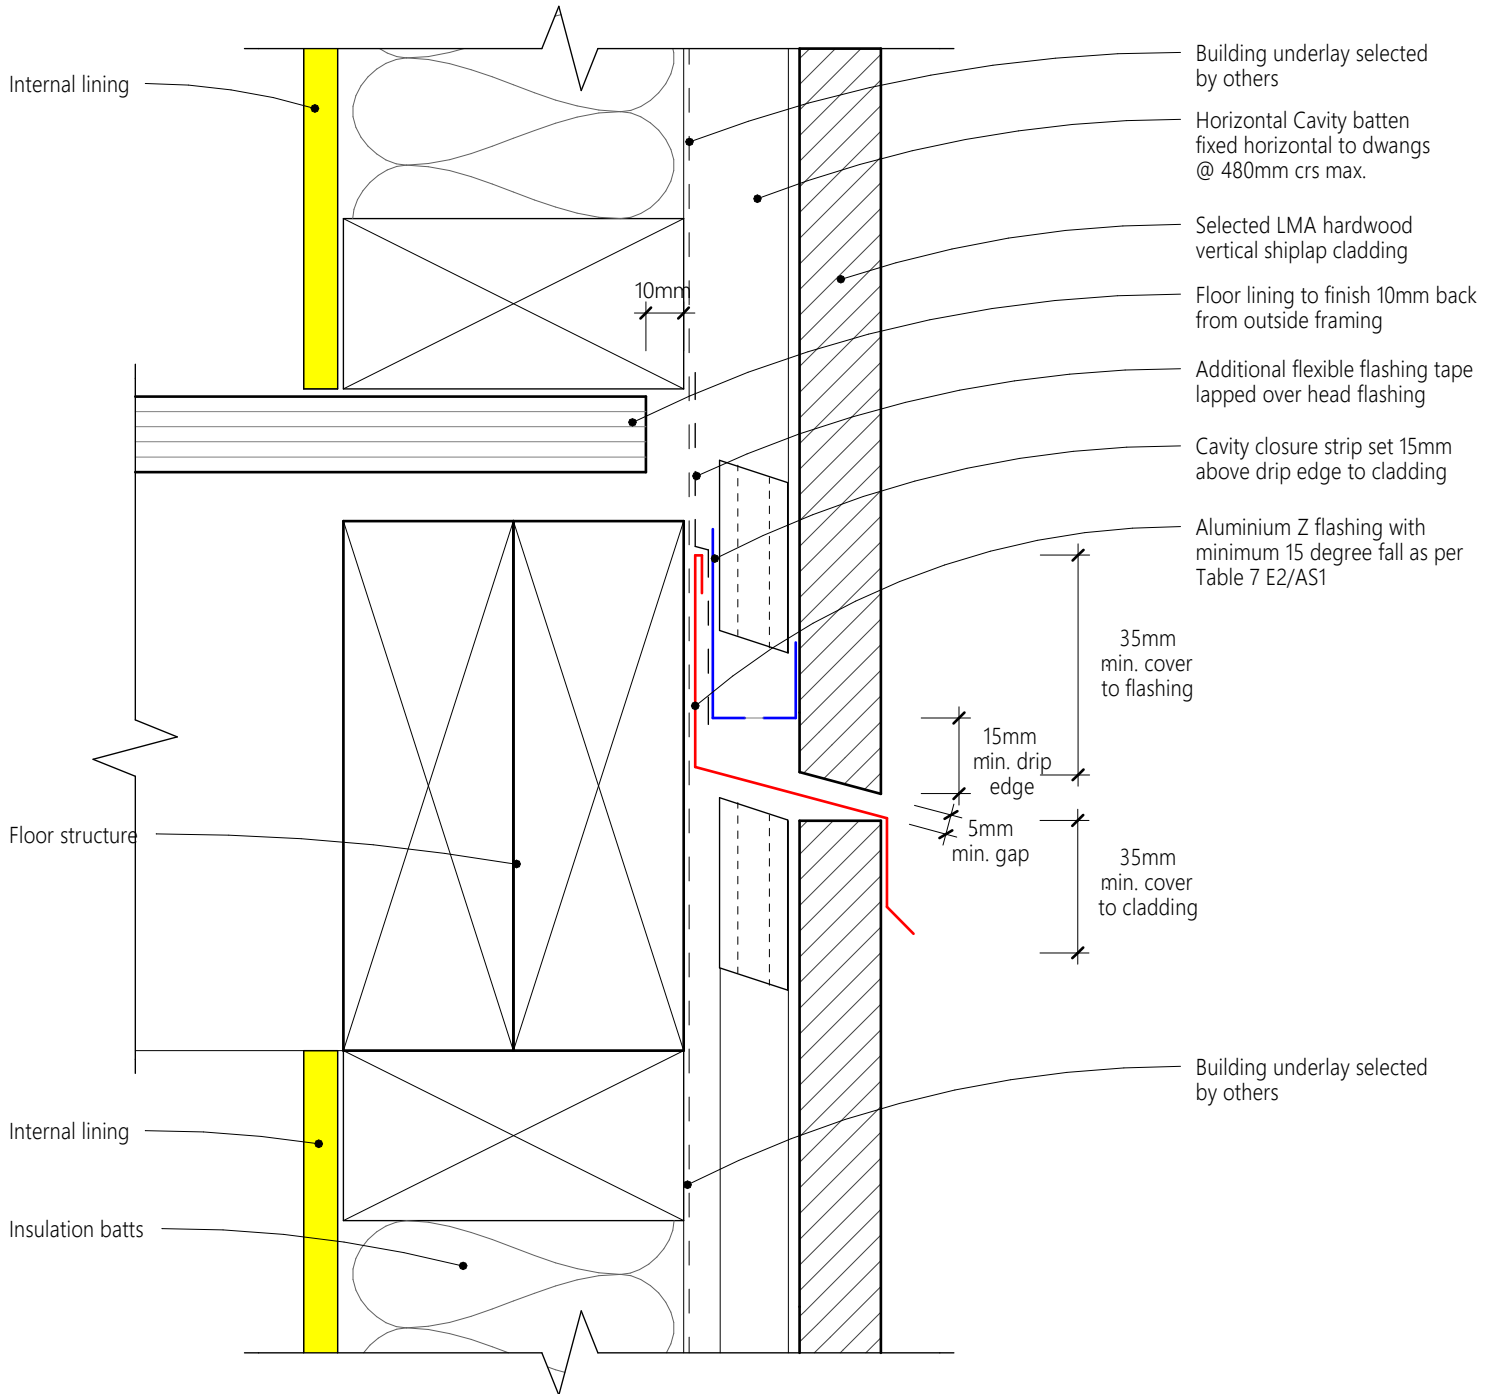 Internal lining
Building underlay selected
by others
Horizontal Cavity batten
fixed horizontal to dwangs
@ 480mm crs max.
Selected LMA hardwood
vertical shiplap cladding
10mm
Floor lining to finish 10mm back
from outside framing
Additional flexible flashing tape
lapped over head flashing
Cavity closure strip set 15mm
above drip edge to cladding
Aluminium Z flashing with
minimum 15 degree fall as per
Table 7 E2/AS1
35mm
min. cover
to flashing
15mm
min. drip
edge
5mm
min. gap
35mm
min. cover
to cladding
Floor structure
Building underlay selected
by others
Internal lining
Insulation batts